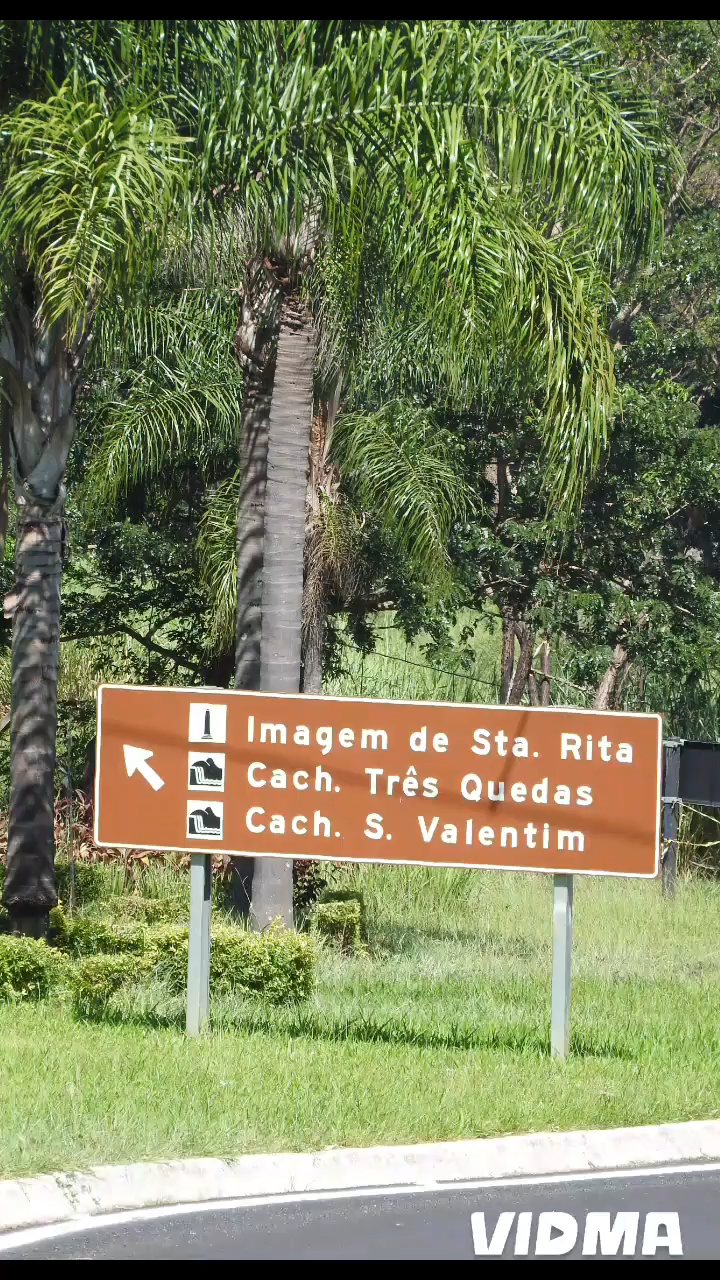 Imagem de Sta. Rita
Cach. Três Quedas
Cach. S. Valentim
VIDMA